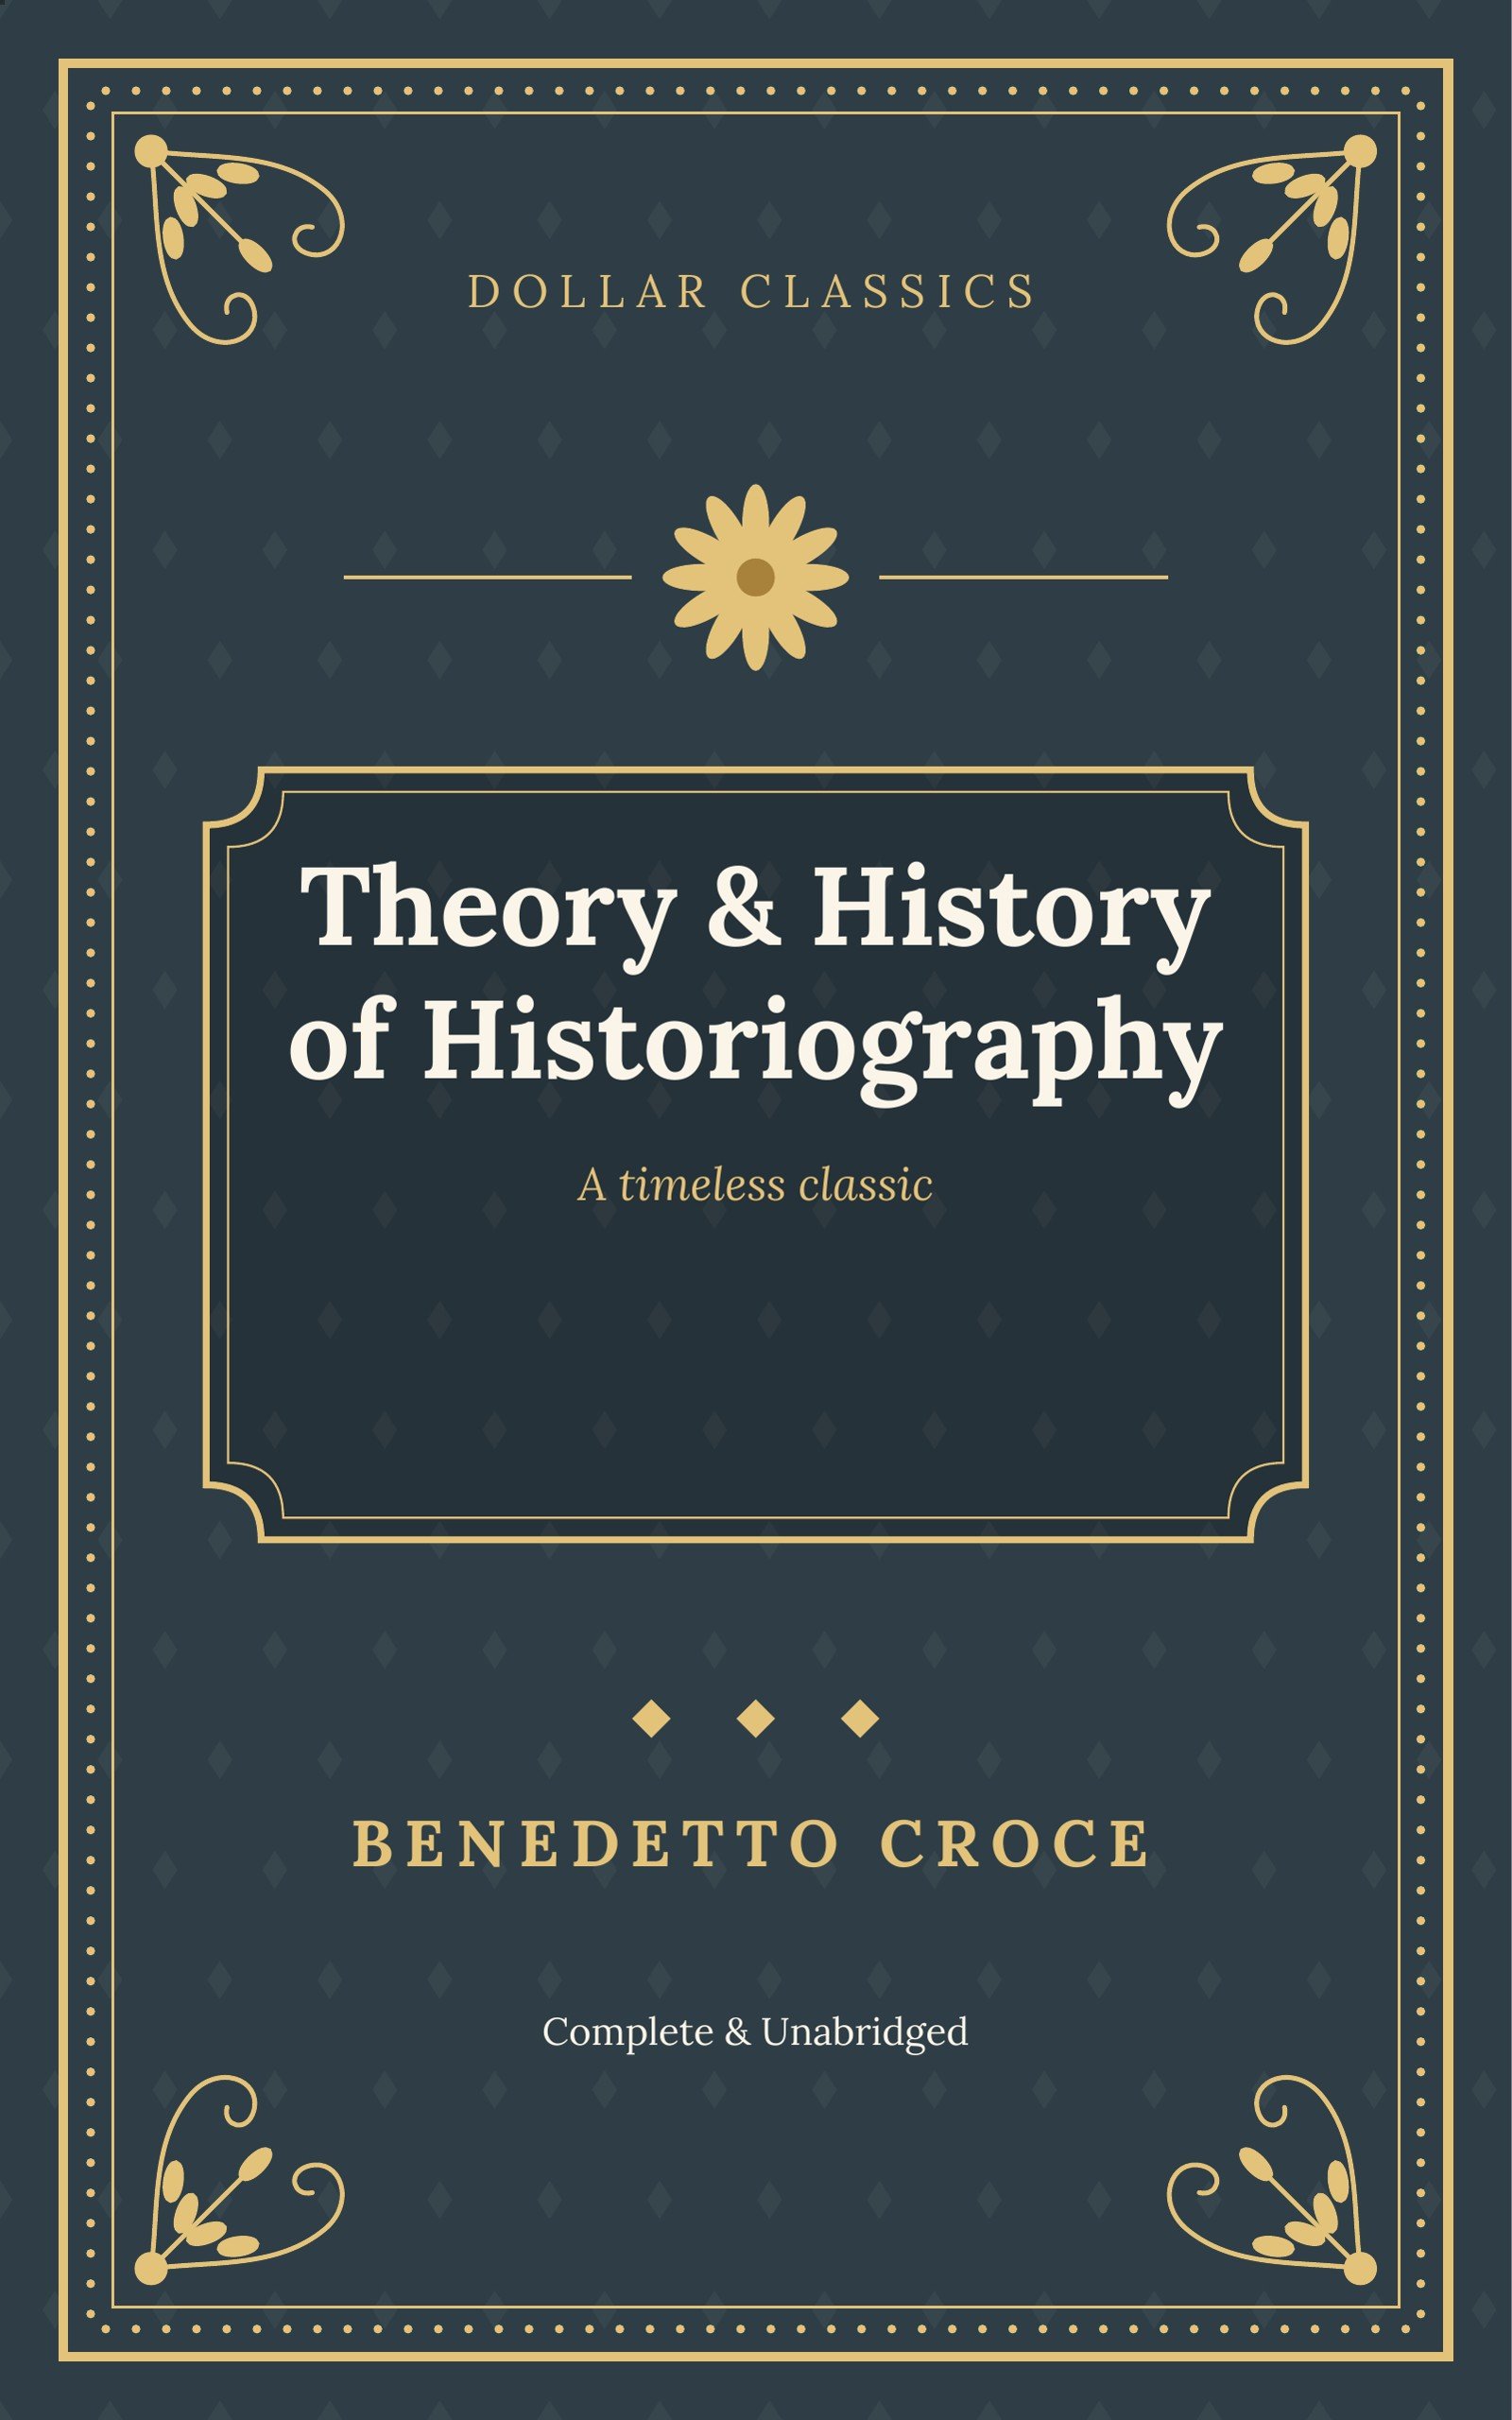 DOLLAR CLASSICS
Theory & History
of Historiography
A timeless classic
BENEDETTO CROCE
Complete & Unabridged